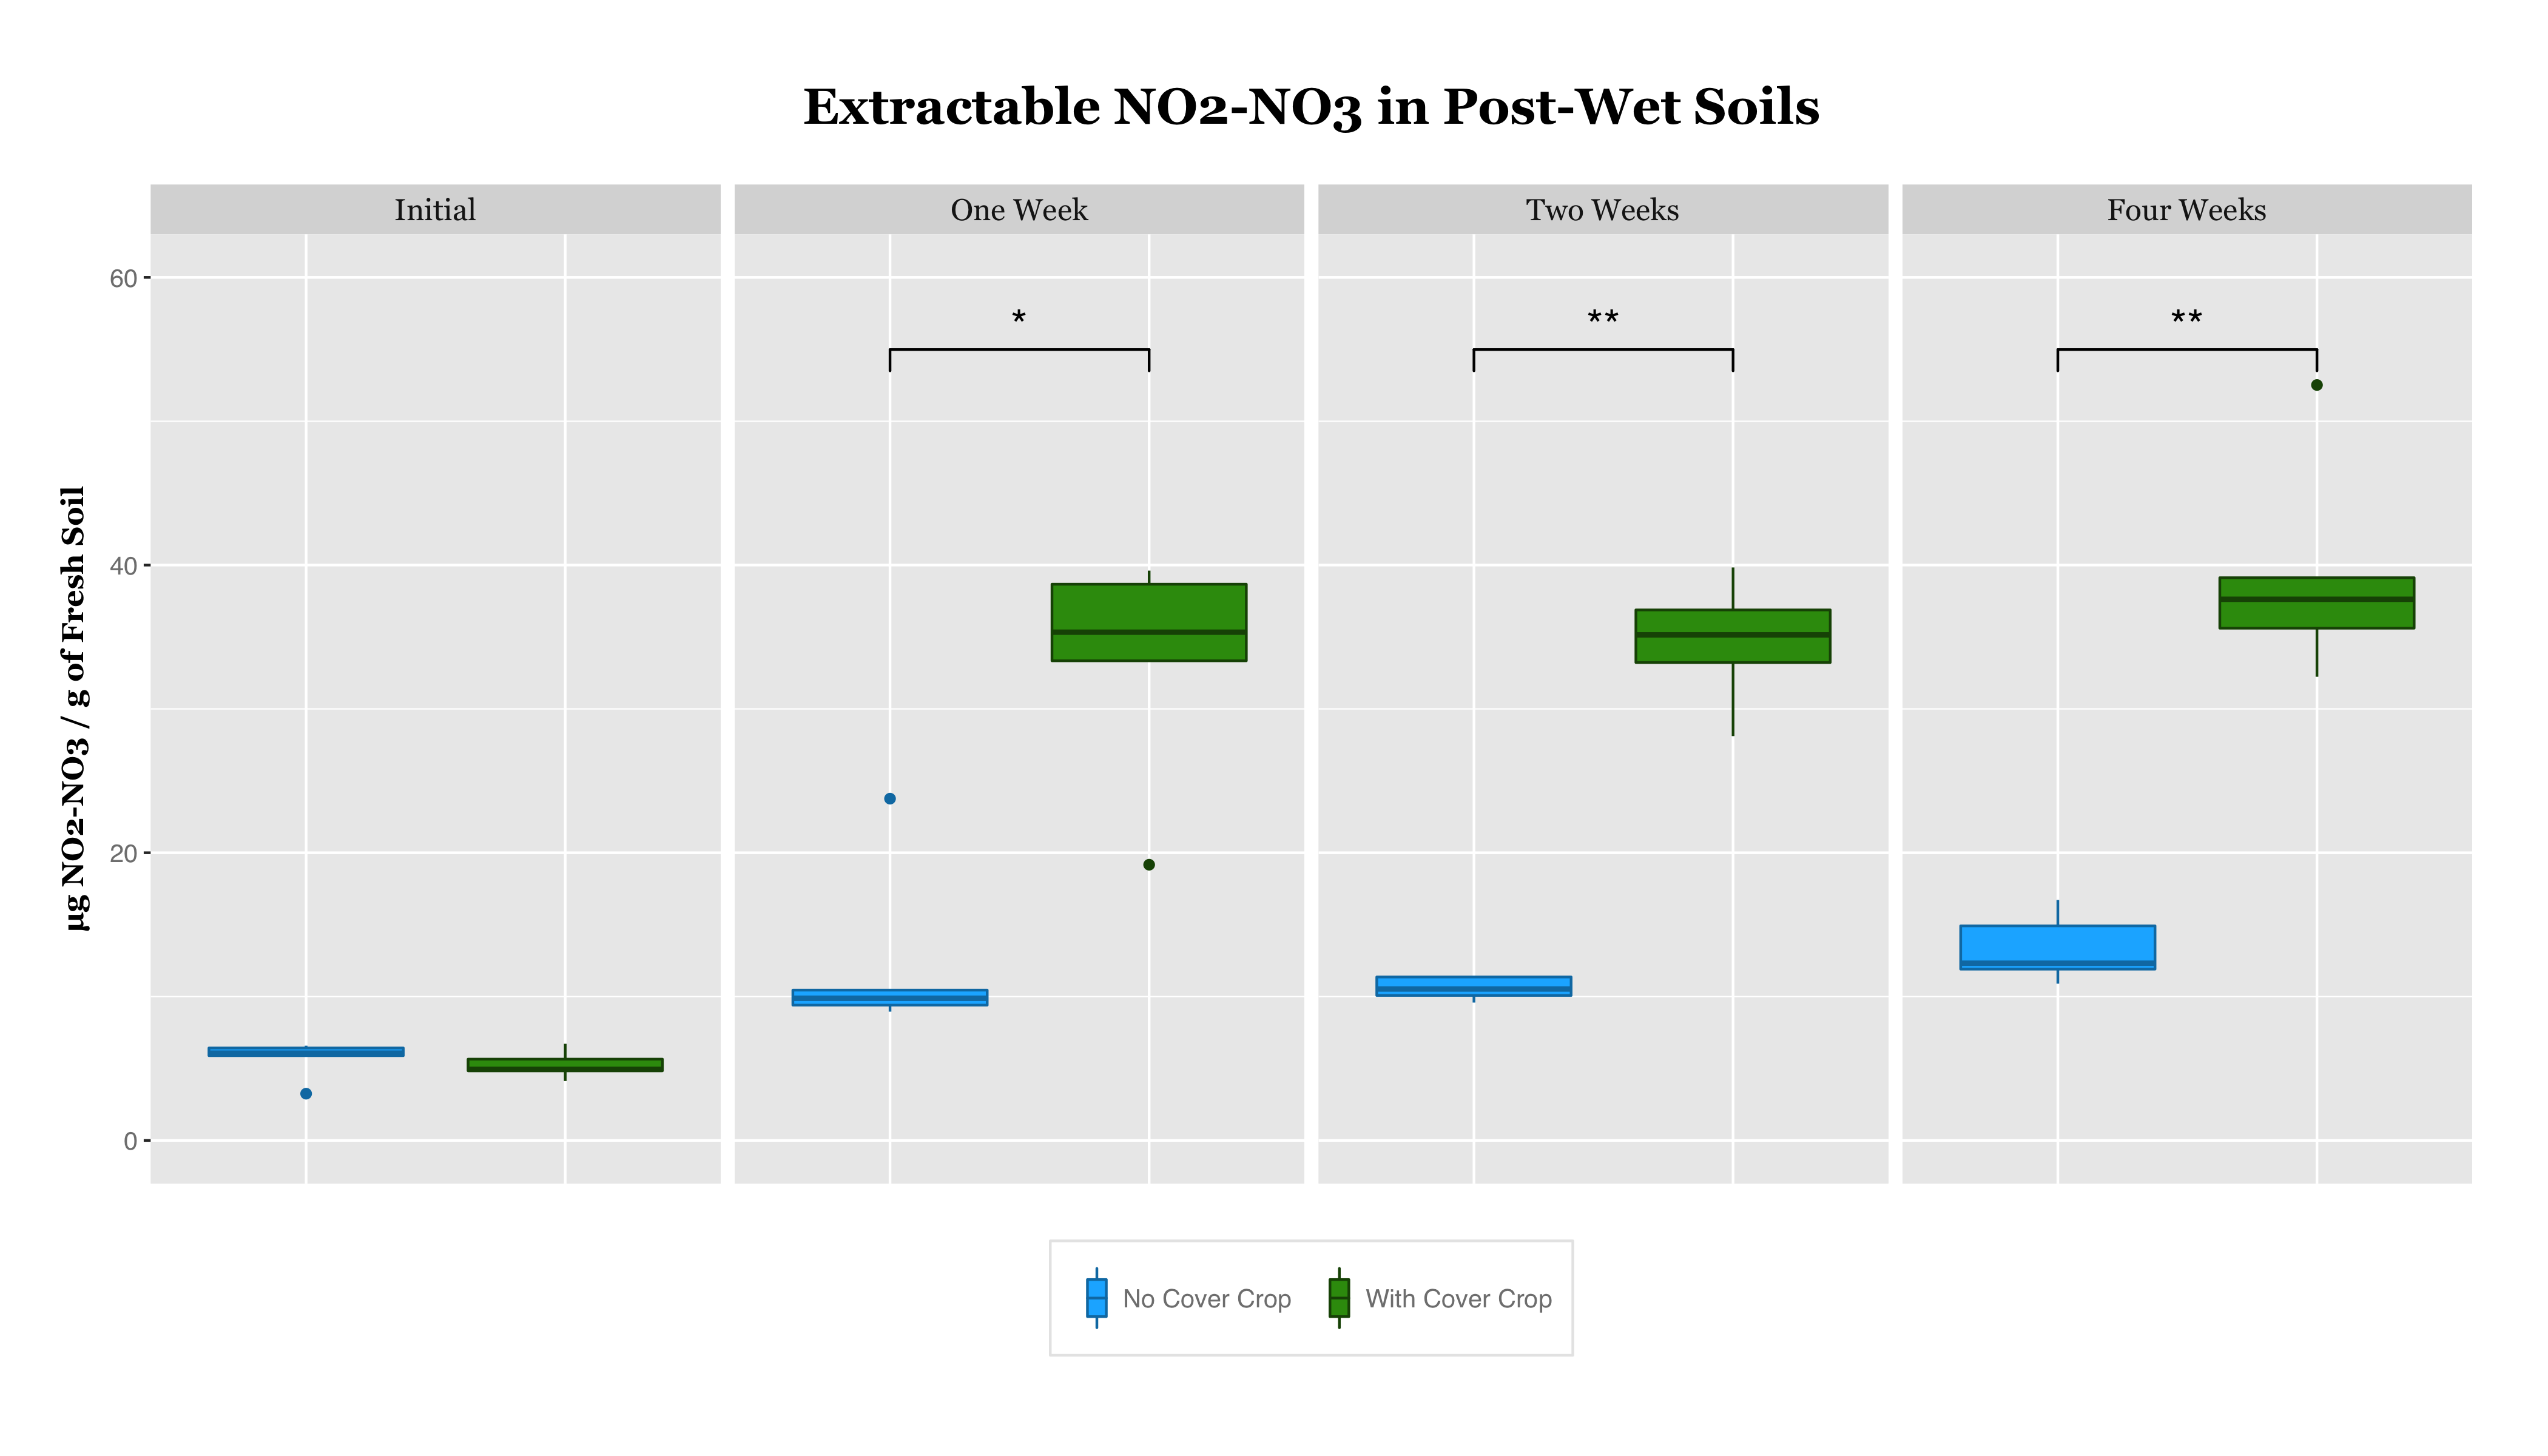 Extractable NO2-NO3 in Post-Wet Soils
Initial
One Week
Two Weeks
Four Weeks
µg NO2-NO3 / g of Fresh Soil
60
40
20
0
*
**
**
No Cover Crop
With Cover Crop